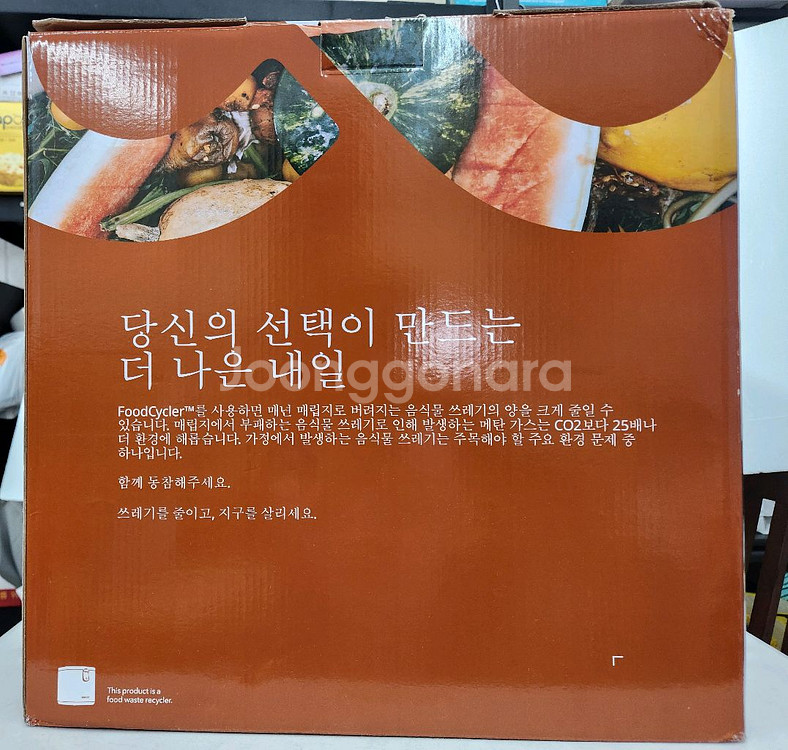 당신의 선택이 만드는
더 나은 내일
Joonggonara
FoodCycler™를 사용하면 매년 매립지로 버려지는 음식물 쓰레기의 양을 크게 줄일 수
있습니다. 매립지에서 부패하는 음식물 쓰레기로 인해 발생하는 메탄 가스는 CO2보다 25배나
더 환경에 해롭습니다. 가정에서 발생하는 음식물 쓰레기는 주목해야 할 주요 환경 문제 중
하나입니다.
함께 동참해주세요.
쓰레기를 줄이고, 지구를 살리세요.
This product is a
food waste recycler.